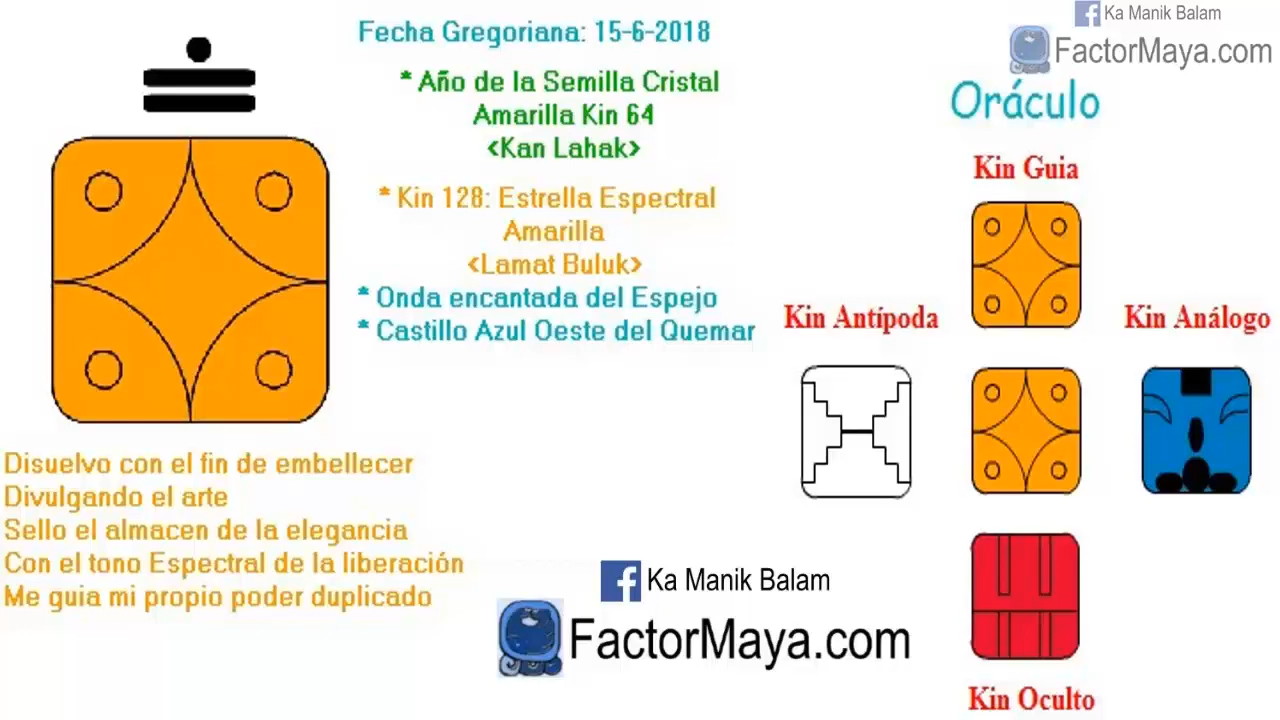 Fecha Gregoriana: 15-6-2018
* Año de la Semilla Cristal
Amarilla Kin 64
<Kan Lahak>
* Kin 128: Estrella Espectral
Amarilla
<Lamat Buluk>
* Onda encantada del Espejo
* Castillo Azul Oeste del Quemar
Disuelvo con el fin de embellecer
Divulgando el arte
Sello el almacen de la elegancia
Con el tono Espectral de la liberación
Me guia mi propio poder duplicado
f Ka Manik Balam
FactorMaya.com
f Ka Manik Balam
FactorMaya.com
Oráculo
Kin Guia
Kin Antípoda
Kin Análogo
Kin Oculto